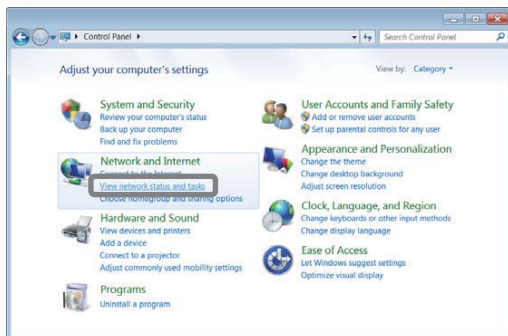 Control Panel
Search Control Panel
Adjust your computer's settings
View by: Category
System and Security
Review your computer's status
Back up your computer
Find and fix problems
Network and Internet
Connect to the Internet
View network status and tasks
Choose homegroup and sharing options
Hardware and Sound
View devices and printers
Add a device
Connect to a projector
Adjust commonly used mobility settings
Programs
Uninstall a program
User Accounts and Family Safety
Add or remove user accounts
Set up parental controls for any user
Appearance and Personalization
Change the theme
Change desktop background
Adjust screen resolution
Clock, Language, and Region
Change keyboards or other input methods
Change display language
Ease of Access
Let Windows suggest settings
Optimize visual display